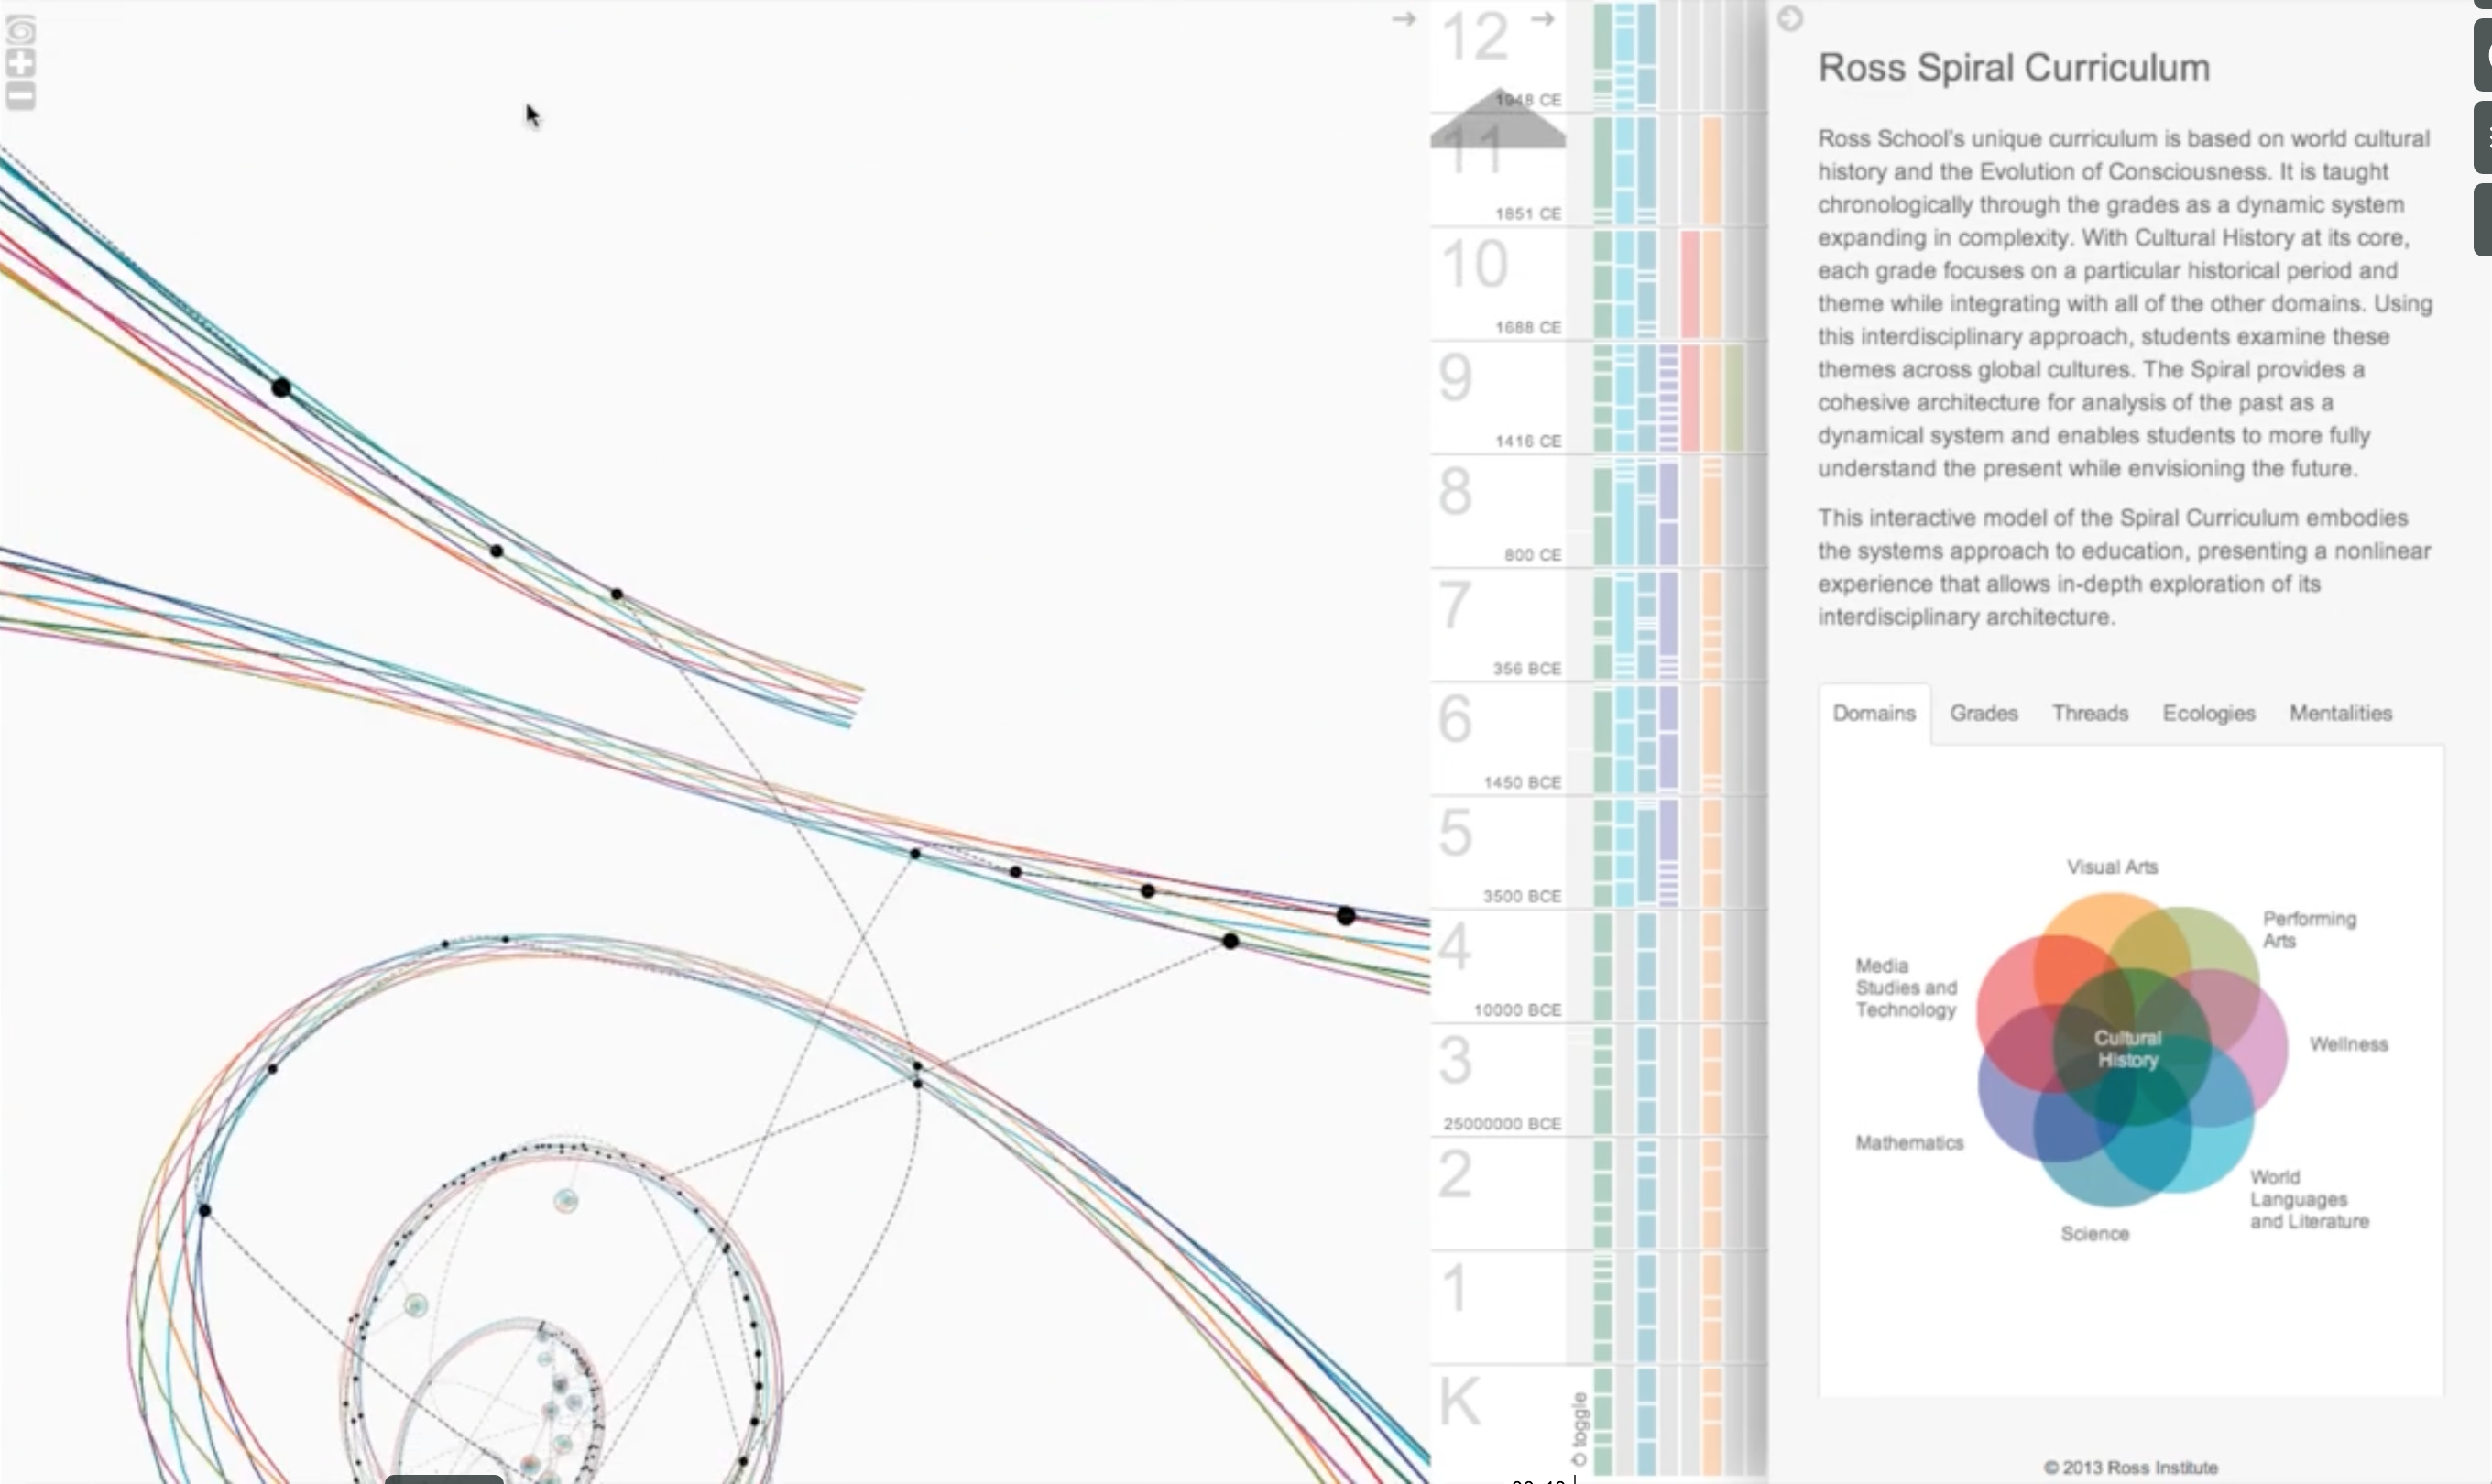 12
1948 CE
11
1851 CE
10
1688 CE
9
1416 CE
8
800 CE
7
356 BCE
6
1450 BCE
5
3500 BCE
4
10000 BCE
3
25000000 BCE
2
1
K
toggle
Ross Spiral Curriculum
Ross School's unique curriculum is based on world cultural
history and the Evolution of Consciousness. It is taught
chronologically through the grades as a dynamic system
expanding in complexity. With Cultural History at its core,
each grade focuses on a particular historical period and
theme while integrating with all of the other domains. Using
this interdisciplinary approach, students examine these
themes across global cultures. The Spiral provides a
cohesive architecture for analysis of the past as a
dynamical system and enables students to more fully
understand the present while envisioning the future.
This interactive model of the Spiral Curriculum embodies
the systems approach to education, presenting a nonlinear
experience that allows in-depth exploration of its
interdisciplinary architecture.
Domains Grades Threads Ecologies Mentalities
Visual Arts
Performing
Arts
Media
Studies and
Technology
Cultural
History
Wellness
Mathematics
World
Languages
and Literature
Science
© 2013 Ross Institute